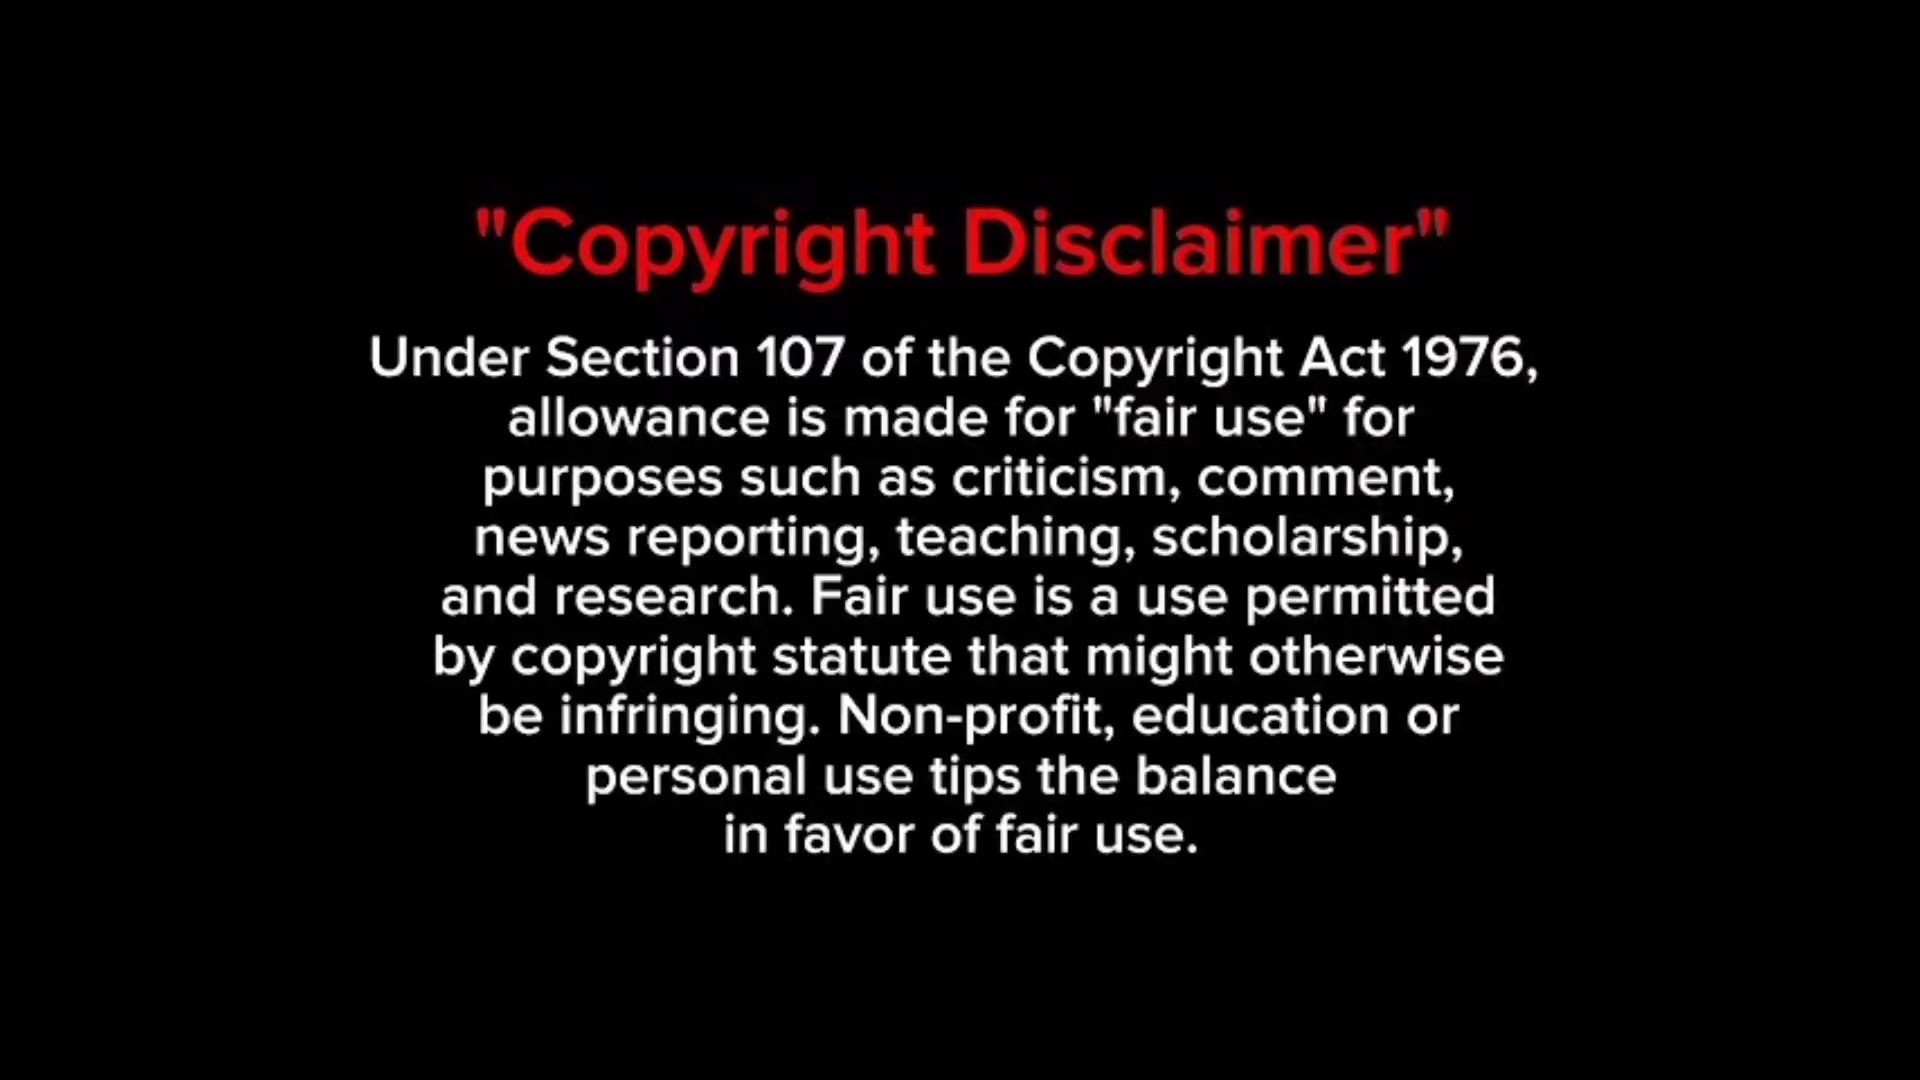 "Copyright Disclaimer"
Under Section 107 of the Copyright Act 1976,
allowance is made for "fair use" for
purposes such as criticism, comment,
news reporting, teaching, scholarship,
and research. Fair use is a use permitted
by copyright statute that might otherwise
be infringing. Non-profit, education or
personal use tips the balance
in favor of fair use.